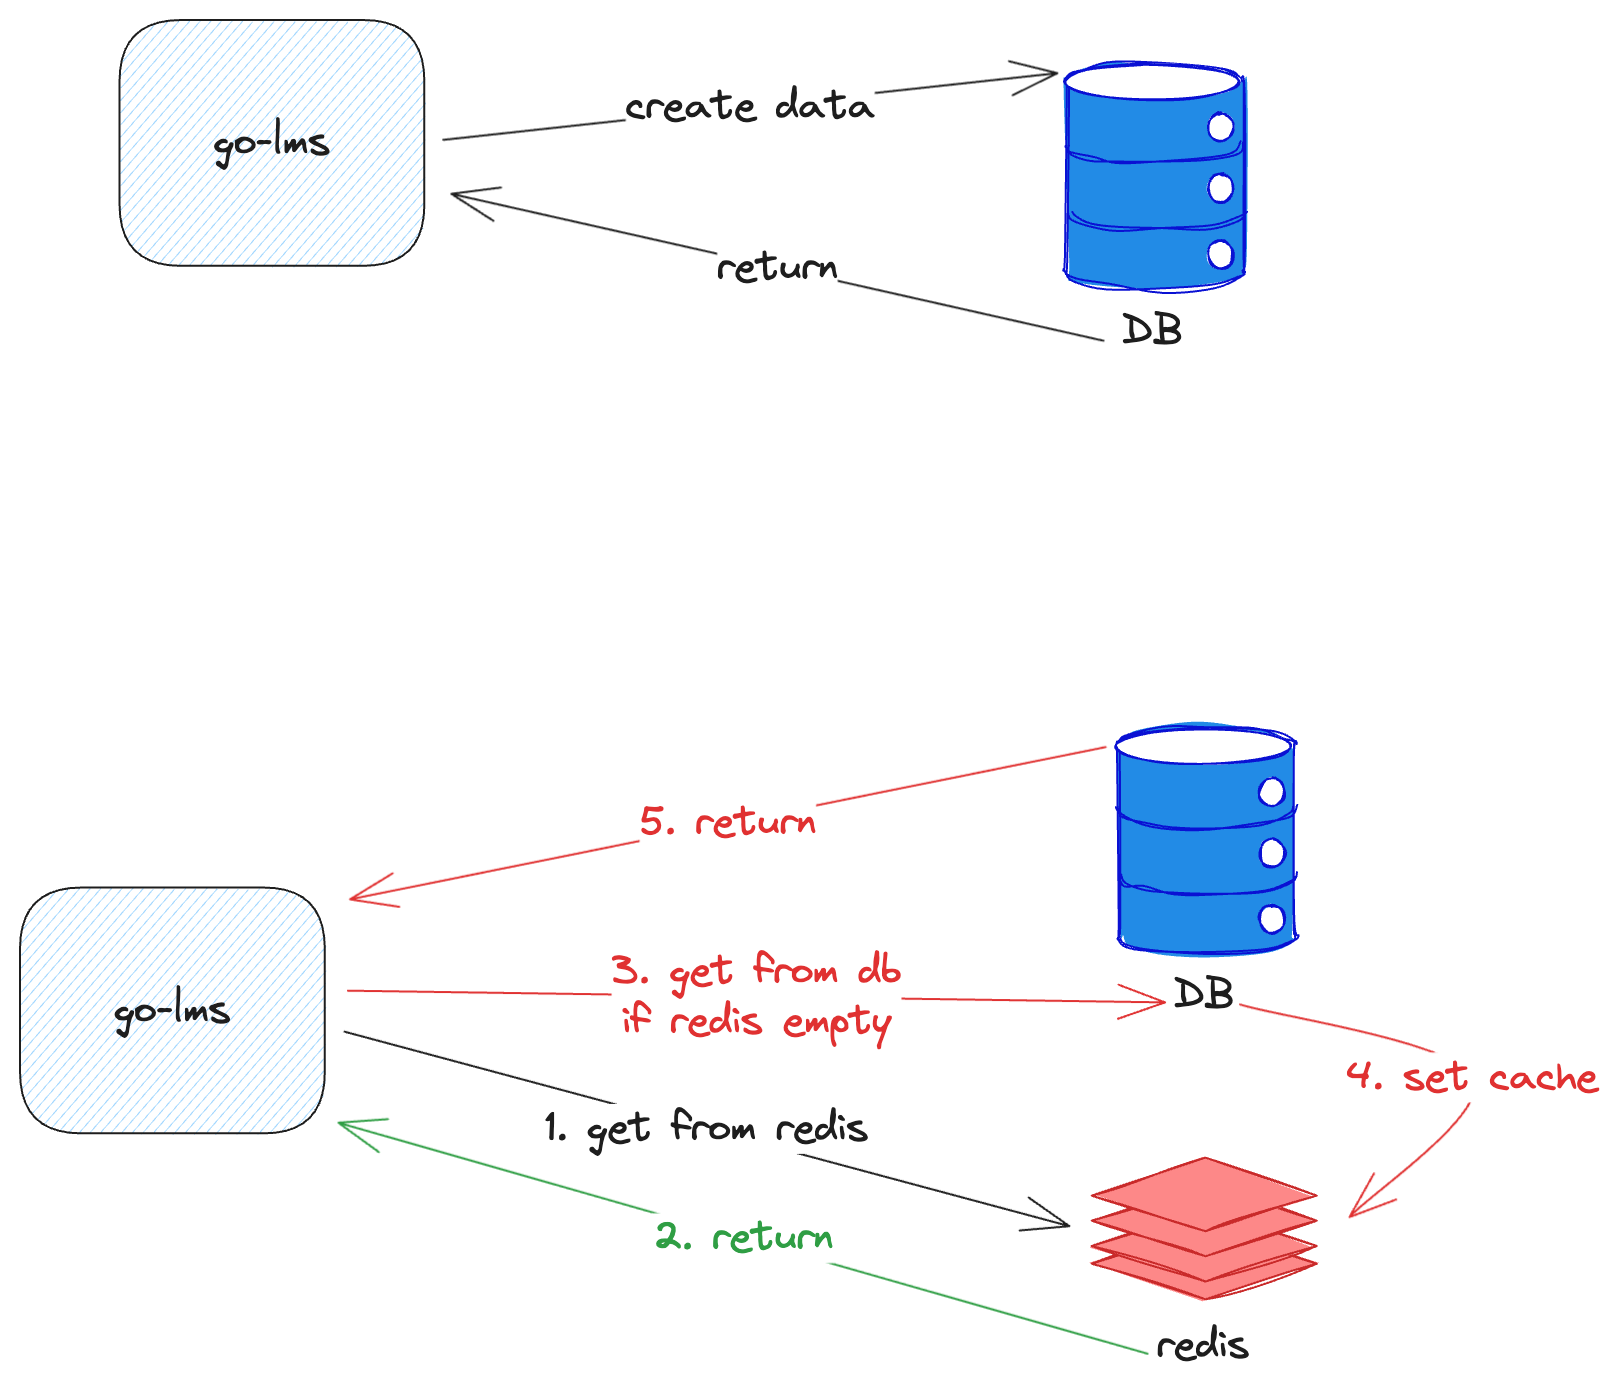 create data
go-lms
return
DB
5. return
3. get from db
if redis empty
DB
go-lms
4. set cache
1. get from redis
2. return
redis